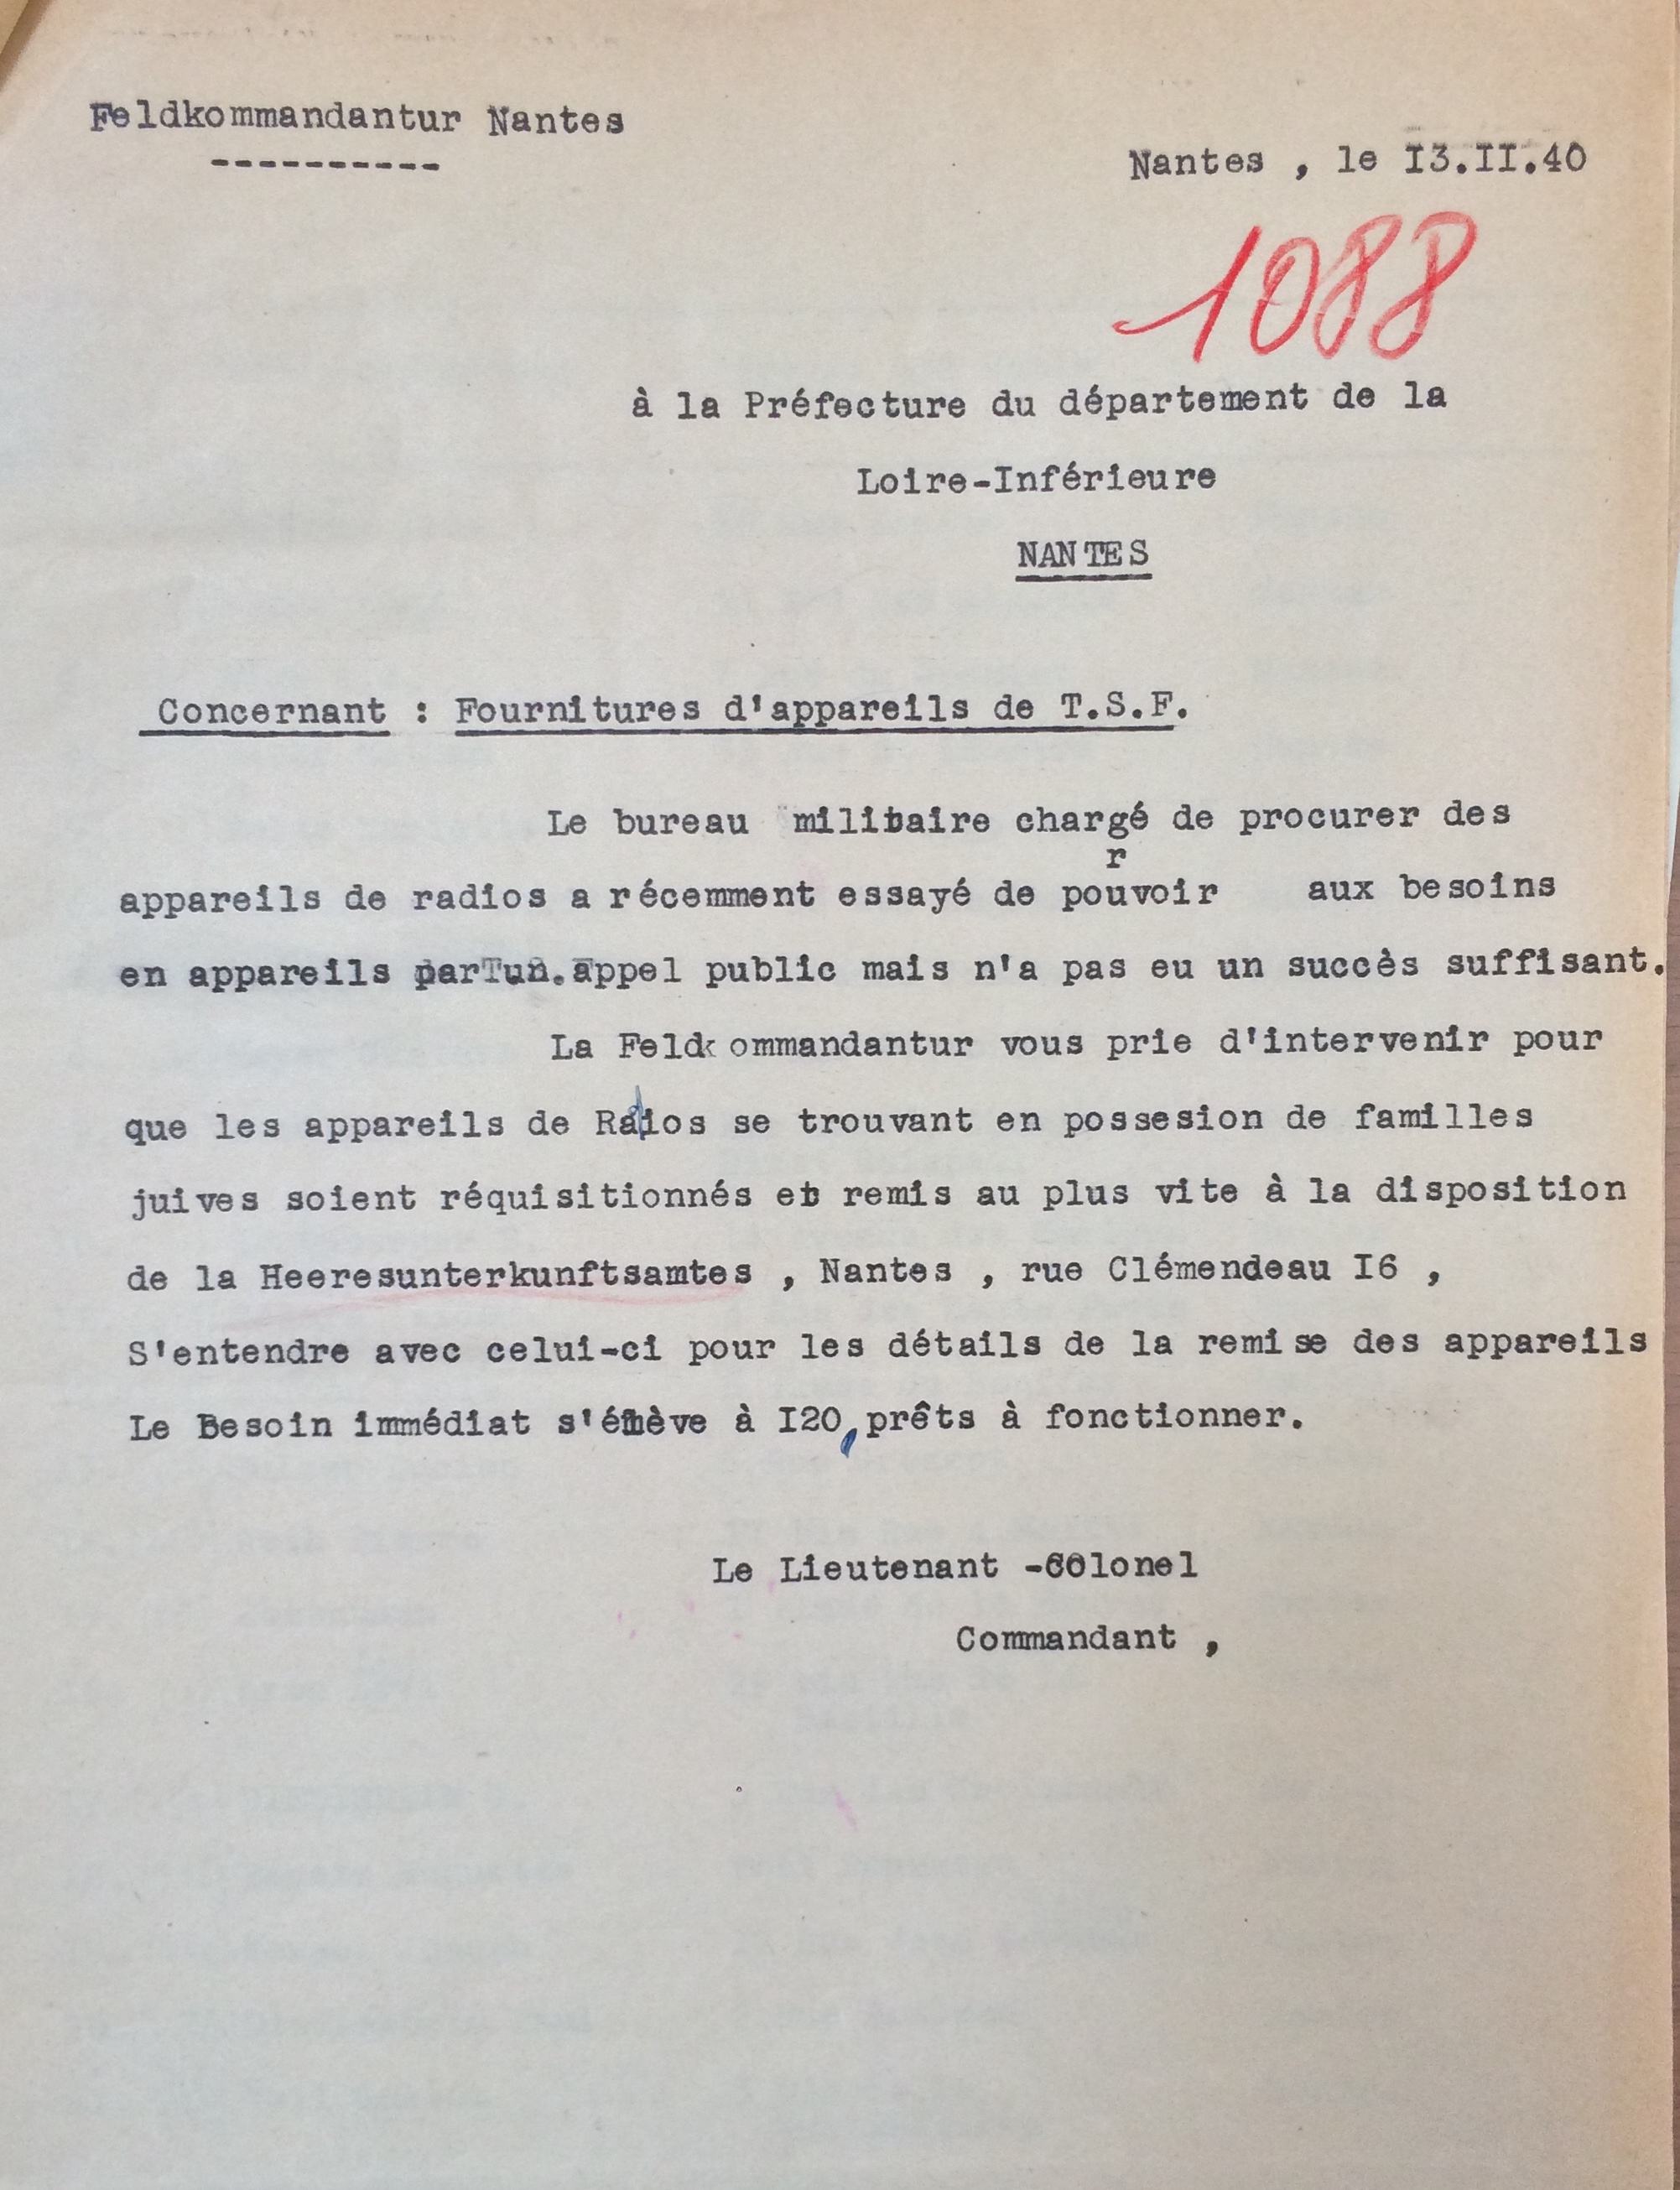 Feldkommandantur Nantes
----------
Nantes , le I3.II.40
1088
à la Préfecture du département de la
Loire-Inférieure
NANTES
Concernant : Fournitures d'appareils de T.S.F.
Le bureau militaire chargé de procurer des
r
appareils de radios a récemment essayé de pouvoir aux besoins
en appareils par un appel public mais n'a pas eu un succès suffisant.
La Feldkommandantur vous prie d'intervenir pour
que les appareils de Radios se trouvant en possesion de familles
juives soient réquisitionnés et remis au plus vite à la disposition
de la Heeresunterkunftsamtes , Nantes , rue Clémendeau I6 ,
S'entendre avec celui-ci pour les détails de la remise des appareils
Le Besoin immédiat s'élève à I20, prêts à fonctionner.
Le Lieutenant -COlonel
Commandant ,